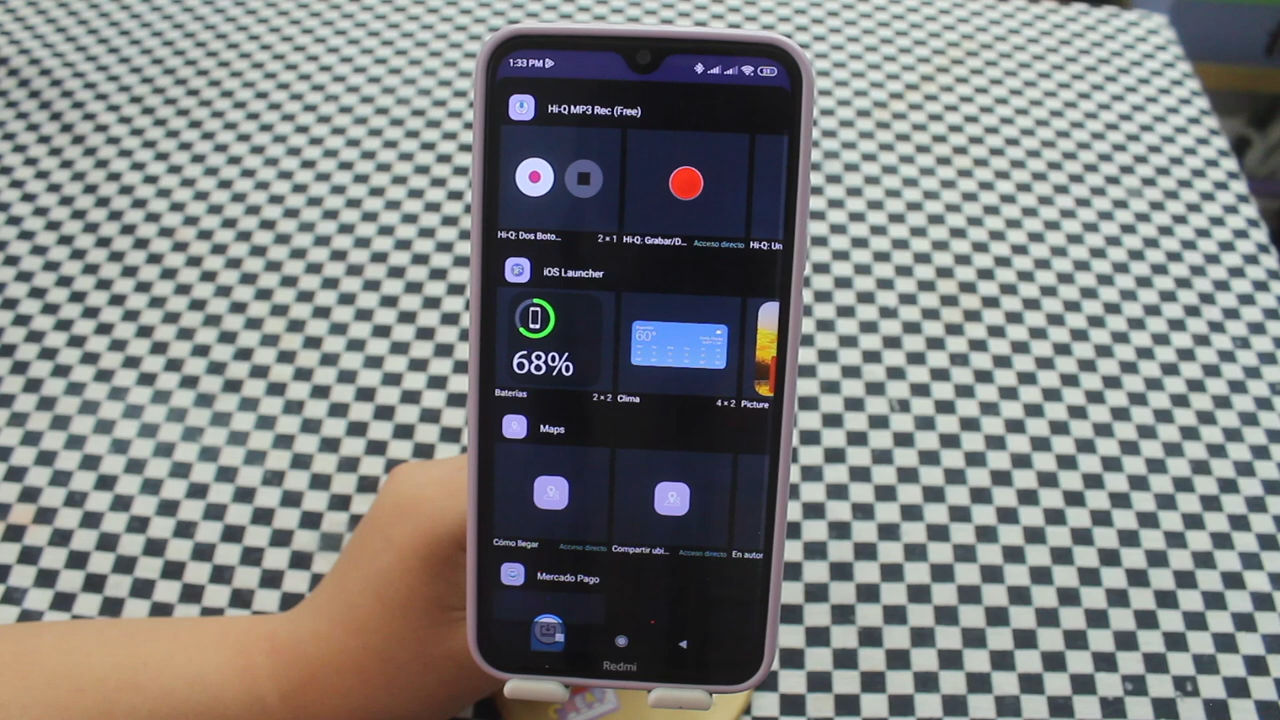 1:33 PM
Hi-Q MP3 Rec (Free)
Hi-Q: Dos Boto... 2 × 1 Hi-Q: Grabar/D... Acceso directo Hi-Q: Un
iOS Launcher
68%
60°
Baterías 2 × 2 Clima 4 × 2 Picture
Maps
Cómo llegar Acceso directo Compartir ubi... Acceso directo En autor
Mercado Pago
Redmi